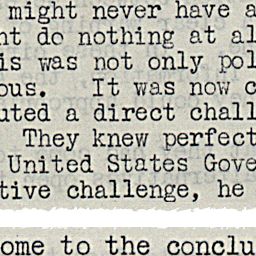 might never have a
nt do nothing at al
is was not only pol
ous. It was now c
uted a direct chall
They knew perfect
United States Gove
tive challenge, he
ome to the conclu